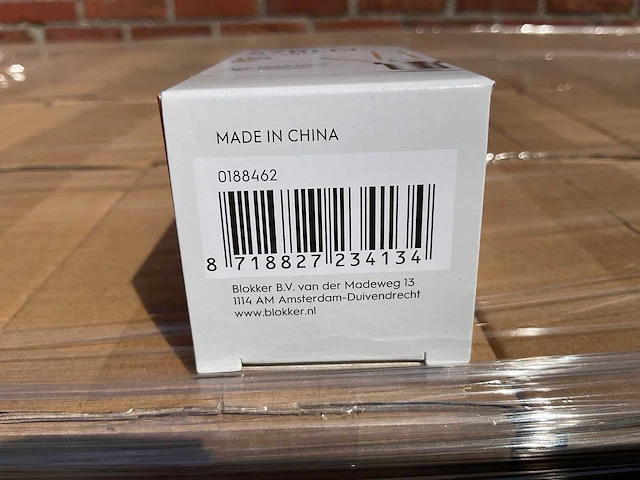 MADE IN CHINA
0188462
8 718827 234134
Blokker B.V. van der Madeweg 13
1114 AM Amsterdam-Duivendrecht
www.blokker.nl